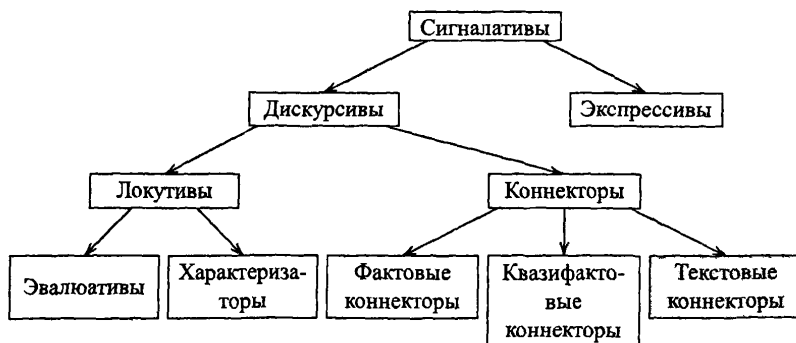 Сигналативы
Дискурсивы
Экспрессивы
Локутивы
Коннекторы
Эвалюативы
Характериза-
торы
Фактовые
коннекторы
Квазифакто-
вые
коннекторы
Текстовые
коннекторы